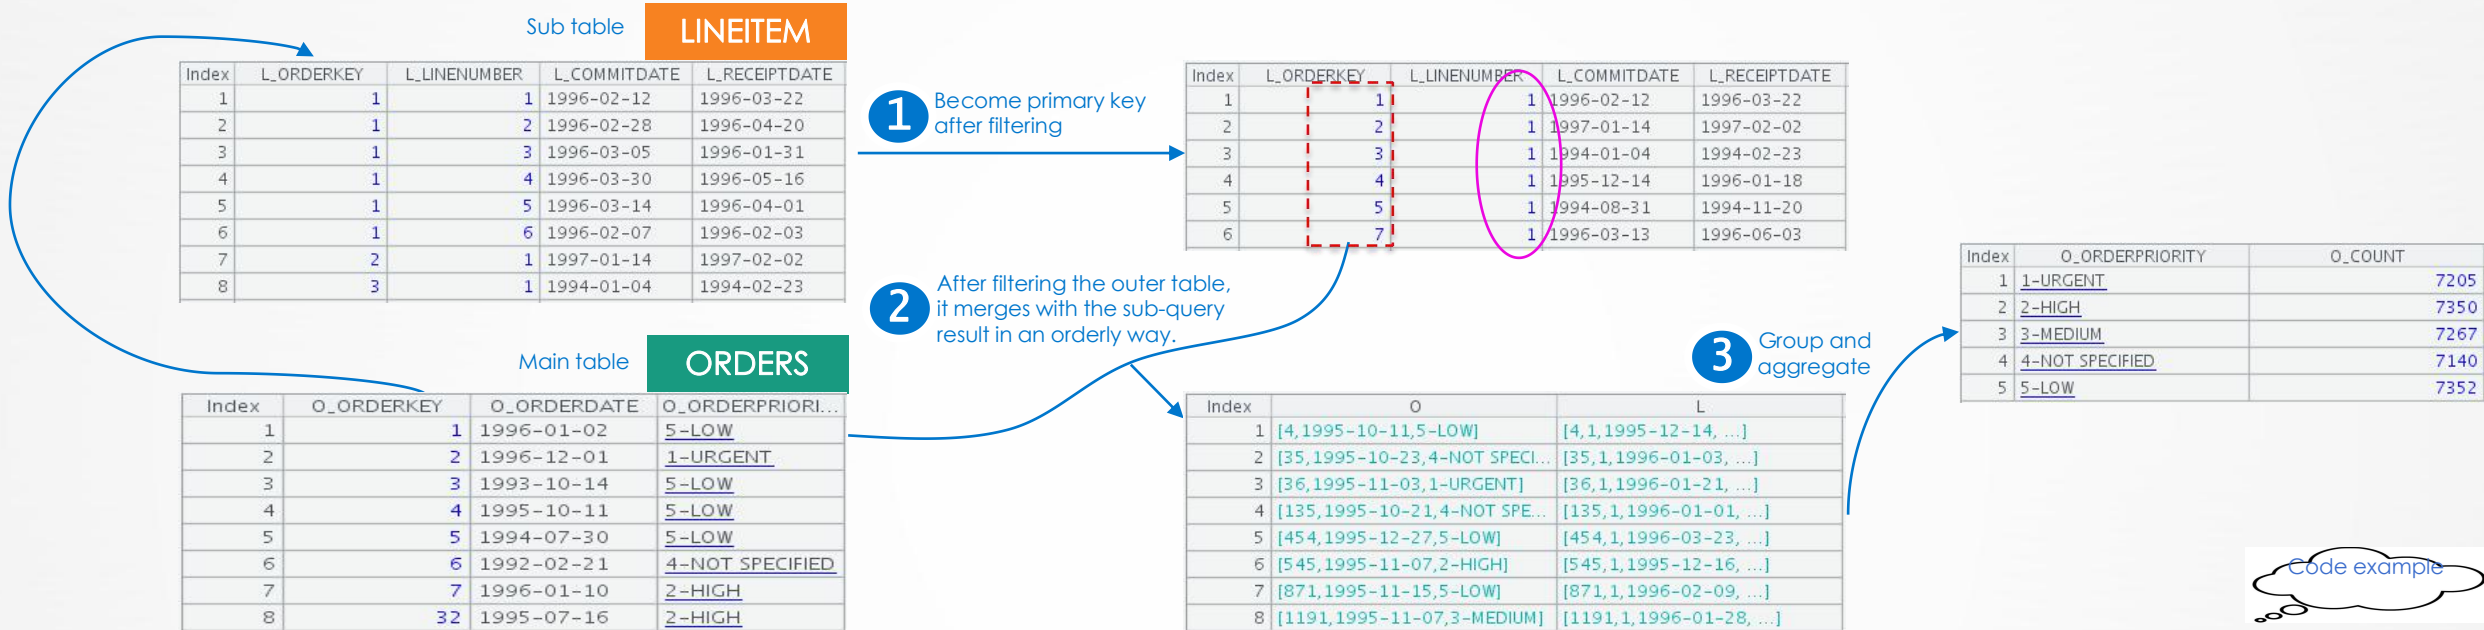 Sub table
LINEITEM
Index L_ORDERKEY L_LINENUMBER L_COMMITDATE L_RECEIPTDATE
1 1 1 1996-02-12 1996-03-22
2 1 2 1996-02-28 1996-04-20
3 1 3 1996-03-05 1996-01-31
4 1 4 1996-03-30 1996-05-16
5 1 5 1996-03-14 1996-04-01
6 1 6 1996-02-07 1996-02-03
7 2 1 1997-01-14 1997-02-02
8 3 1 1994-01-04 1994-02-23
1
Become primary key
after filtering
Index L_ORDERKEY L_LINENUMBER L_COMMITDATE L_RECEIPTDATE
1 1 1 1996-02-12 1996-03-22
2 2 1 1997-01-14 1997-02-02
3 3 1 1994-01-04 1994-02-23
4 4 1 1995-12-14 1996-01-18
5 5 1 1994-08-31 1994-11-20
6 7 1 1996-03-13 1996-06-03
2
After filtering the outer table,
it merges with the sub-query
result in an orderly way.
Main table
ORDERS
Index O_ORDERKEY O_ORDERDATE O_ORDERPRIORI...
1 1 1996-01-02 5-LOW
2 2 1996-12-01 1-URGENT
3 3 1993-10-14 5-LOW
4 4 1995-10-11 5-LOW
5 5 1994-07-30 5-LOW
6 6 1992-02-21 4-NOT SPECIFIED
7 7 1996-01-10 2-HIGH
8 32 1995-07-16 2-HIGH
Index O L
1 [4,1995-10-11,5-LOW] [4,1,1995-12-14, ...]
2 [35,1995-10-23,4-NOT SPECI... [35,1,1996-01-03, ...]
3 [36,1995-11-03,1-URGENT] [36,1,1996-01-21, ...]
4 [135,1995-10-21,4-NOT SPE... [135,1,1996-01-01, ...]
5 [454,1995-12-27,5-LOW] [454,1,1996-03-23, ...]
6 [545,1995-11-07,2-HIGH] [545,1,1995-12-16, ...]
7 [871,1995-11-15,5-LOW] [871,1,1996-02-09, ...]
8 [1191,1995-11-07,3-MEDIUM] [1191,1,1996-01-28, ...]
3
Group and
aggregate
Index O_ORDERPRIORITY O_COUNT
1 1-URGENT 7205
2 2-HIGH 7350
3 3-MEDIUM 7267
4 4-NOT SPECIFIED 7140
5 5-LOW 7352
Code example